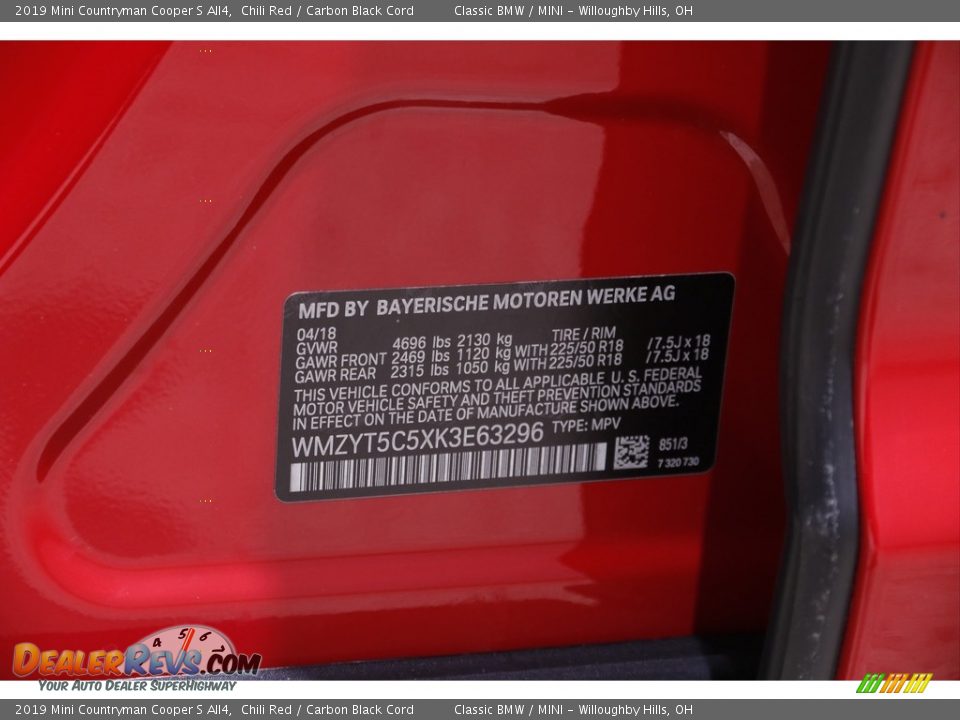 2019 Mini Countryman Cooper S All4,  Chili Red / Carbon Black Cord  Classic BMW / MINI - Willoughby Hills, OH
MFD BY BAYERISCHE MOTOREN WERKE AG
04/18 TIRE / RIM
GVWR 4696 lbs 2130 kg
GAWR FRONT 2469 lbs 1120 kg WITH 225/50 R18 /7.5J x 18
GAWR REAR 2315 lbs 1050 kg WITH 225/50 R18 /7.5J x 18
THIS VEHICLE CONFORMS TO ALL APPLICABLE U.S. FEDERAL
MOTOR VEHICLE SAFETY AND THEFT PREVENTION STANDARDS
IN EFFECT ON THE DATE OF MANUFACTURE SHOWN ABOVE.
WMZYT5C5XK3E63296 TYPE: MPV
851/3
7 320 730
4 5 6
DEALERREVS.COM
YOUR AUTO DEALER SUPERHIGHWAY
2019 Mini Countryman Cooper S All4,  Chili Red / Carbon Black Cord  Classic BMW / MINI - Willoughby Hills, OH